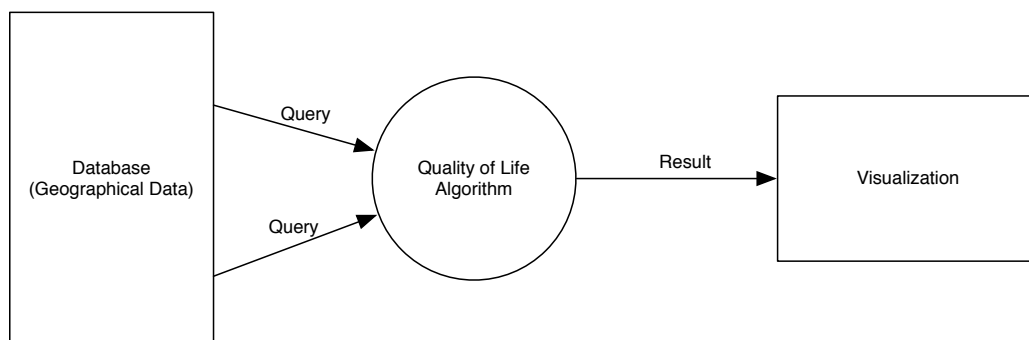 Database
(Geographical Data)
Query
Query
Quality of Life
Algorithm
Result
Visualization